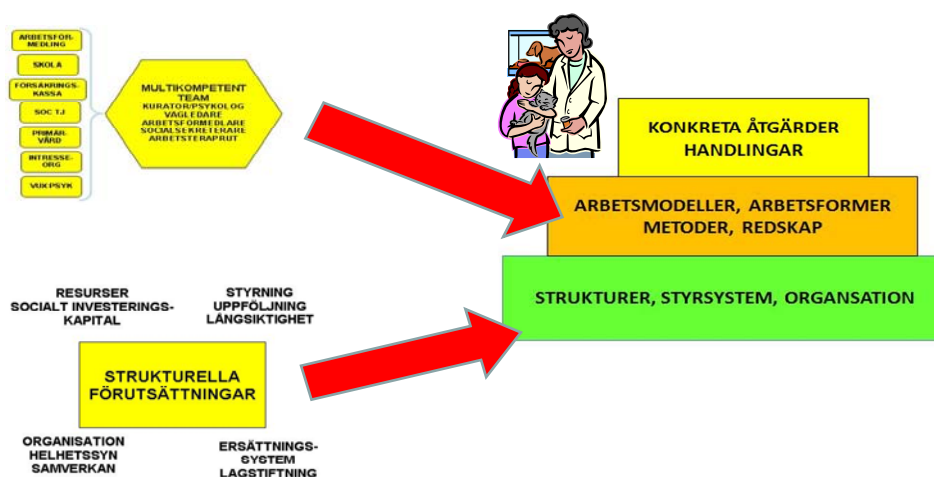 ARBETSFÖR-
MEDLING
SKOLA
FÖRSÄKRINGS-
KASSA
SOC TJ
PRIMÄR-
VÅRD
INTRESSE-
ORG
VUX PSYK
MULTIKOMPETENT
TEAM
KURATOR/PSYKOLOG
VÄGLEDARE
ARBETSFÖRMEDLARE
SOCIALSEKRETERARE
ARBETSTERAPRUT
KONKRETA ÅTGÄRDER
HANDLINGAR
ARBETSMODELLER, ARBETSFORMER
METODER, REDSKAP
STRUKTURER, STYRSYSTEM, ORGANSATION
RESURSER
SOCIALT INVESTERINGS-
KAPITAL
STYRNING
UPPFÖLJNING
LÅNGSIKTIGHET
STRUKTURELLA
FÖRUTSÄTTNINGAR
ORGANISATION
HELHETSSYN
SAMVERKAN
ERSÄTTNINGS-
SYSTEM
LAGSTIFTNING